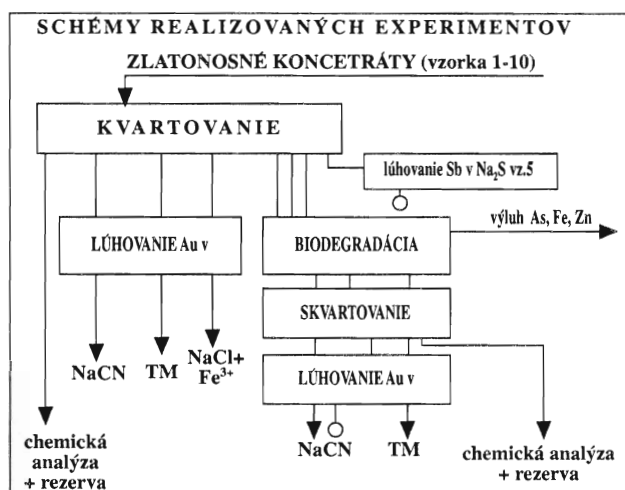 SCHÉMY REALIZOVANÝCH EXPERIMENTOV
ZLATONOSNÉ KONCETRÁTY (vzorka 1-10)
KVARTOVANIE
lúhovanie Sb v Na₂S vz.5
LÚHOVANIE Au v
BIODEGRADÁCIA
výluh As, Fe, Zn
SKVARTOVANIE
NaCN
TM
NaCl+
Fe³⁺
LÚHOVANIE Au v
chemická
analýza
+ rezerva
NaCN
TM
chemická analýza
+ rezerva